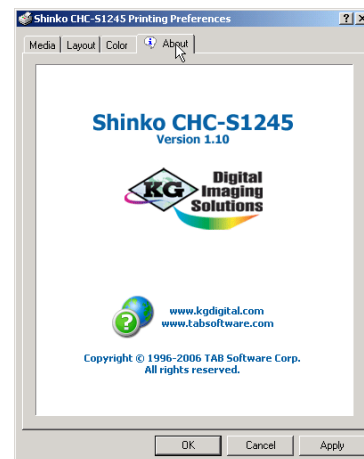 Shinko CHC-S1245 Printing Preferences
Media
Layout
Color
About
Shinko CHC-S1245
Version 1.10
KG
Digital
Imaging
Solutions
www.kgdigital.com
www.tabsoftware.com
Copyright © 1996-2006 TAB Software Corp.
All rights reserved.
OK
Cancel
Apply